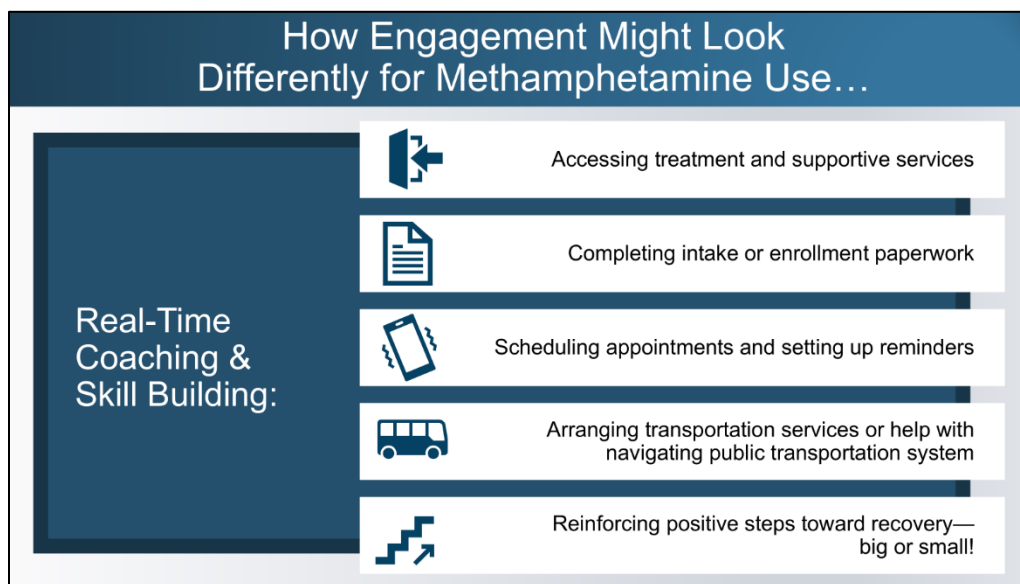 How Engagement Might Look
Differently for Methamphetamine Use…
Real-Time
Coaching &
Skill Building:
Accessing treatment and supportive services
Completing intake or enrollment paperwork
Scheduling appointments and setting up reminders
Arranging transportation services or help with
navigating public transportation system
Reinforcing positive steps toward recovery—
big or small!